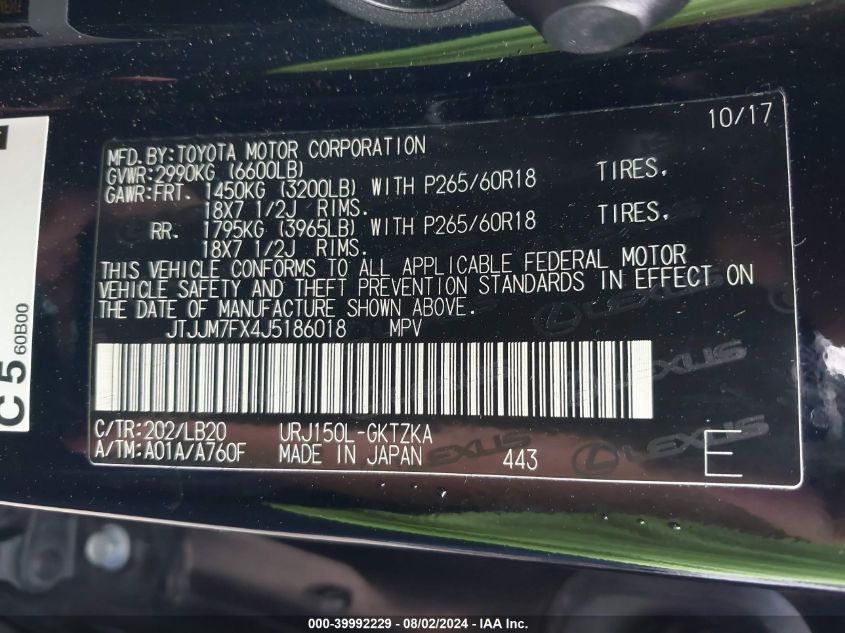 10/17
MFD. BY: TOYOTA MOTOR CORPORATION
GVWR: 2990KG (6600LB)
GAWR: FRT. 1450KG (3200LB) WITH P265/60R18 TIRES,
18X7 1/2J RIMS.
RR. 1795KG (3965LB) WITH P265/60R18 TIRES,
18X7 1/2J RIMS.
THIS VEHICLE CONFORMS TO ALL APPLICABLE FEDERAL MOTOR
VEHICLE SAFETY AND THEFT PREVENTION STANDARDS IN EFFECT ON
THE DATE OF MANUFACTURE SHOWN ABOVE.
JTJJM7FX4J5186018 MPV
C/TR: 202/LB20 URJ150L-GKTZKA
A/TM: A01A/A760F MADE IN JAPAN 443 E
LEXUS
LEXUS
LEXUS
C5
60B00
000-39992229 - 08/02/2024 - IAA Inc.